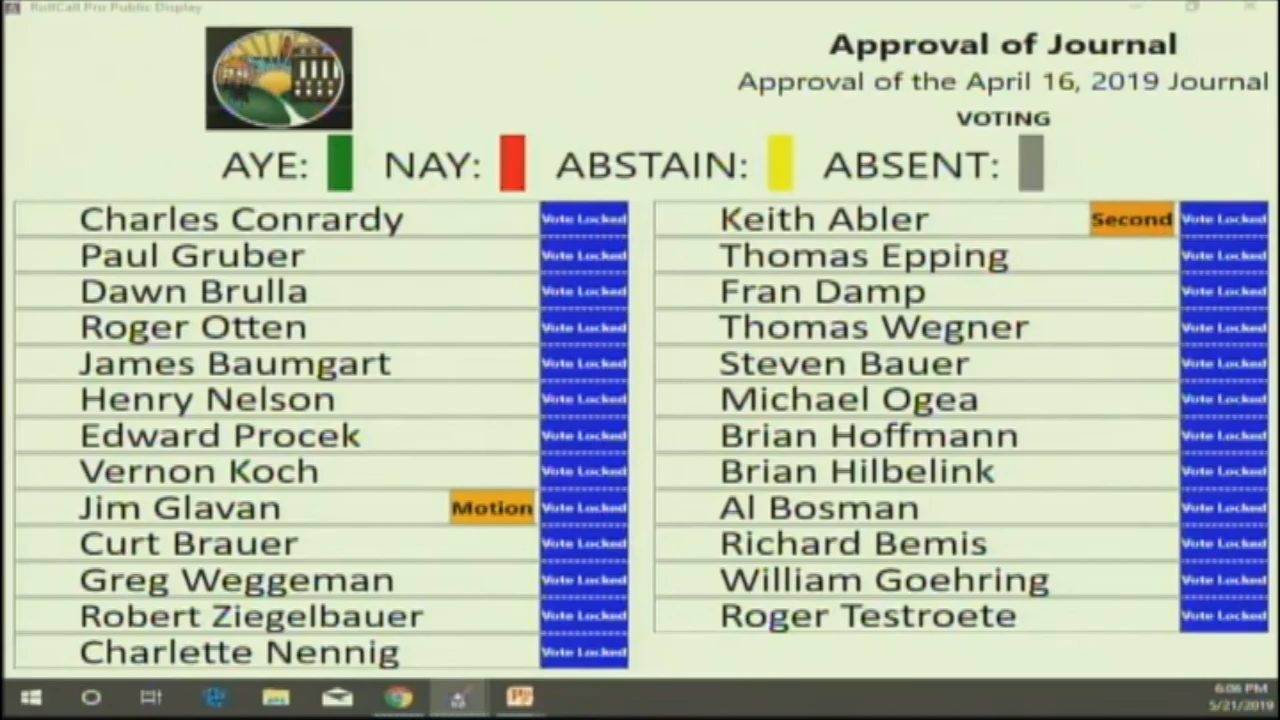 RollCall Pro Public Display
Approval of Journal
Approval of the April 16, 2019 Journal
VOTING
AYE: NAY: ABSTAIN: ABSENT:
Charles Conrardy Vote Locked
Paul Gruber Vote Locked
Dawn Brulla Vote Locked
Roger Otten Vote Locked
James Baumgart Vote Locked
Henry Nelson Vote Locked
Edward Procek Vote Locked
Vernon Koch Vote Locked
Jim Glavan Motion Vote Locked
Curt Brauer Vote Locked
Greg Weggeman Vote Locked
Robert Ziegelbauer Vote Locked
Charlette Nennig Vote Locked
Keith Abler Second Vote Locked
Thomas Epping Vote Locked
Fran Damp Vote Locked
Thomas Wegner Vote Locked
Steven Bauer Vote Locked
Michael Ogea Vote Locked
Brian Hoffmann Vote Locked
Brian Hilbelink Vote Locked
Al Bosman Vote Locked
Richard Bemis Vote Locked
William Goehring Vote Locked
Roger Testroete Vote Locked
6:06 PM
5/21/2019